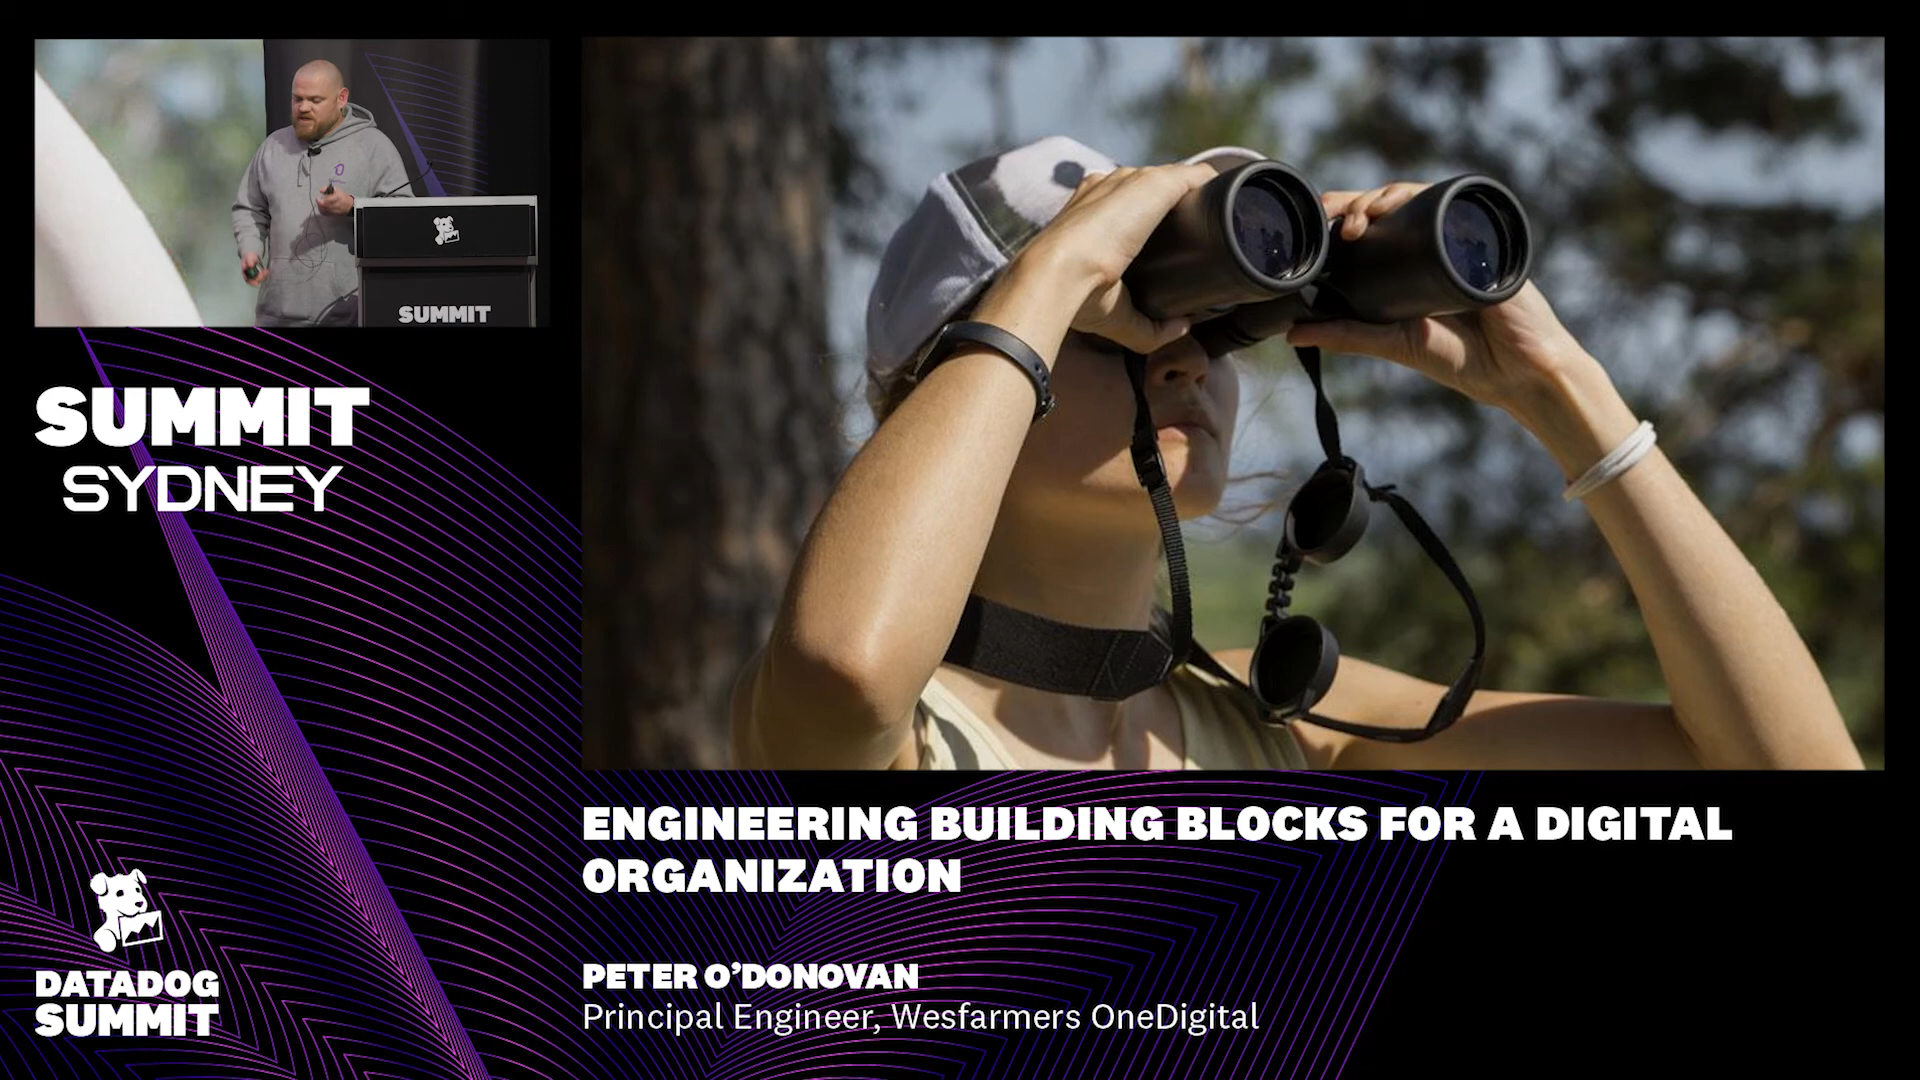 SUMMIT
SUMMIT
SYDNEY
ENGINEERING BUILDING BLOCKS FOR A DIGITAL
ORGANIZATION
PETER O’DONOVAN
Principal Engineer, Wesfarmers OneDigital
DATADOG
SUMMIT